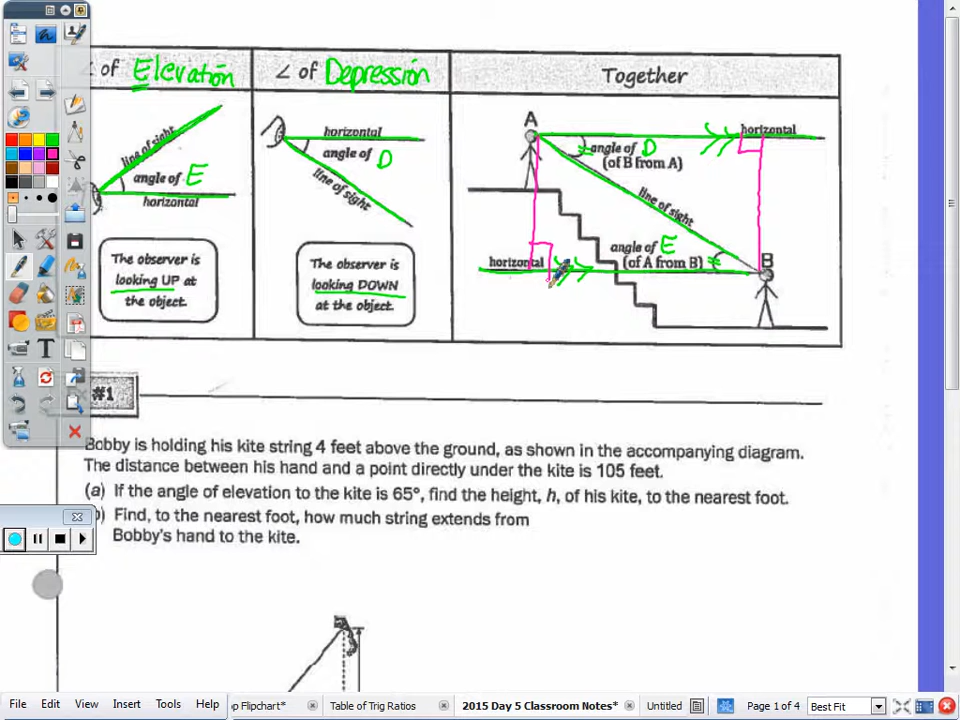 ∠ of Elevation
∠ of Depression
Together
line of sight
angle of E
horizontal
The observer is
looking UP at
the object.
horizontal
angle of D
line of sight
The observer is
looking DOWN
at the object.
A
horizontal
angle of D
(of B from A)
line of sight
angle of E
(of A from B)
horizontal
B
#1
Bobby is holding his kite string 4 feet above the ground, as shown in the accompanying diagram.
The distance between his hand and a point directly under the kite is 105 feet.
(a) If the angle of elevation to the kite is 65°, find the height, h, of his kite, to the nearest foot.
) Find, to the nearest foot, how much string extends from
Bobby's hand to the kite.
File Edit View Insert Tools Help
p Flipchart*
Table of Trig Ratios
2015 Day 5 Classroom Notes*
Untitled
Page 1 of 4
Best Fit